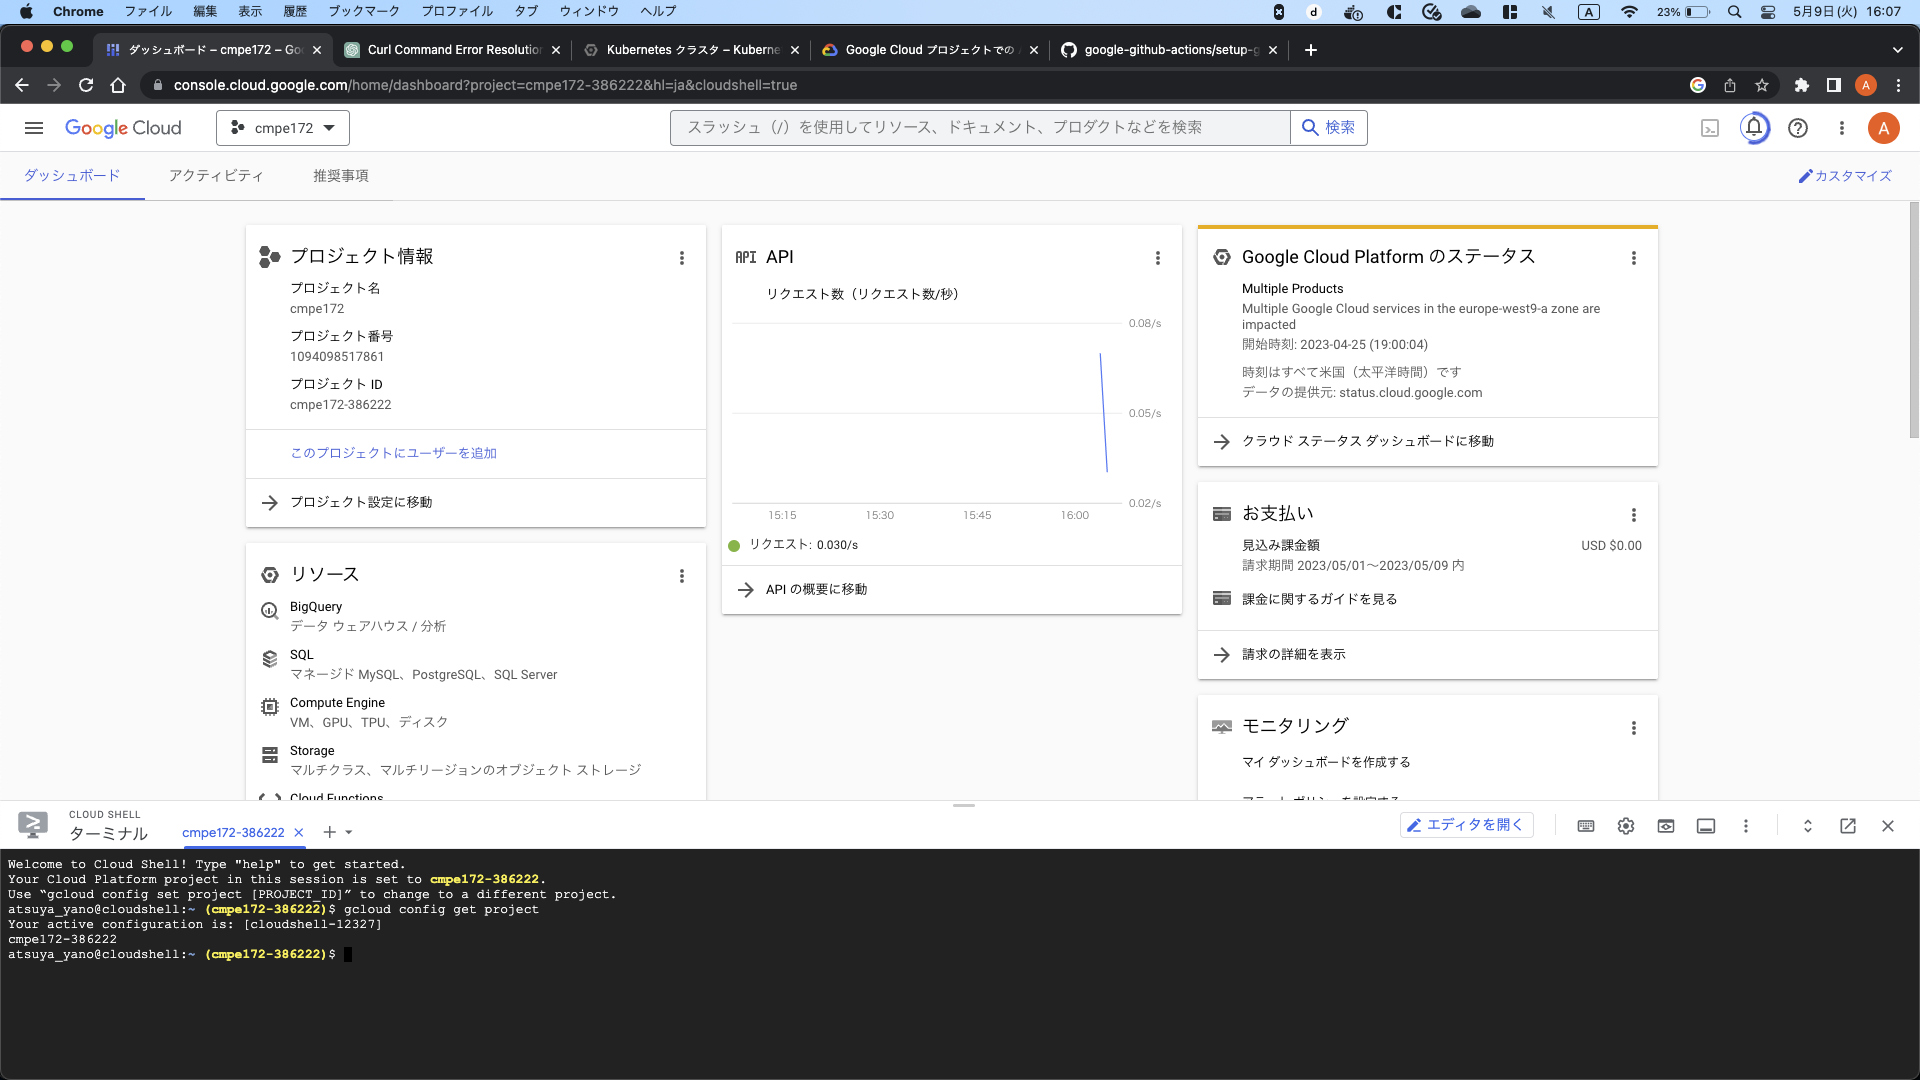 Chrome ファイル 編集 表示 履歴 ブックマーク プロファイル タブ ウィンドウ ヘルプ
A 23% 5月9日(火) 16:07
ダッシュボード – cmpe172 – Goo
Curl Command Error Resolution
Kubernetes クラスタ – Kuberne
Google Cloud プロジェクトでの
google-github-actions/setup-g
console.cloud.google.com/home/dashboard?project=cmpe172-386222&hl=ja&cloudshell=true
A
Google Cloud
cmpe172
スラッシュ（/）を使用してリソース、ドキュメント、プロダクトなどを検索
検索
A
ダッシュボード
アクティビティ
推奨事項
カスタマイズ
プロジェクト情報
プロジェクト名
cmpe172
プロジェクト番号
1094098517861
プロジェクト ID
cmpe172-386222
このプロジェクトにユーザーを追加
プロジェクト設定に移動
リソース
BigQuery
データ ウェアハウス / 分析
SQL
マネージド MySQL、PostgreSQL、SQL Server
Compute Engine
VM、GPU、TPU、ディスク
Storage
マルチクラス、マルチリージョンのオブジェクト ストレージ
Cloud Functions
API API
リクエスト数（リクエスト数/秒）
0.08/s
0.05/s
0.02/s
15:15 15:30 15:45 16:00
リクエスト: 0.030/s
API の概要に移動
Google Cloud Platform のステータス
Multiple Products
Multiple Google Cloud services in the europe-west9-a zone are
impacted
開始時刻: 2023-04-25 (19:00:04)
時刻はすべて米国（太平洋時間）です
データの提供元: status.cloud.google.com
クラウド ステータス ダッシュボードに移動
お支払い
見込み課金額 USD $0.00
請求期間 2023/05/01～2023/05/09 内
課金に関するガイドを見る
請求の詳細を表示
モニタリング
マイ ダッシュボードを作成する
CLOUD SHELL
ターミナル
cmpe172-386222
エディタを開く
Welcome to Cloud Shell! Type "help" to get started.
Your Cloud Platform project in this session is set to cmpe172-386222.
Use “gcloud config set project [PROJECT_ID]” to change to a different project.
atsuya_yano@cloudshell:~ (cmpe172-386222)$ gcloud config get project
Your active configuration is: [cloudshell-12327]
cmpe172-386222
atsuya_yano@cloudshell:~ (cmpe172-386222)$